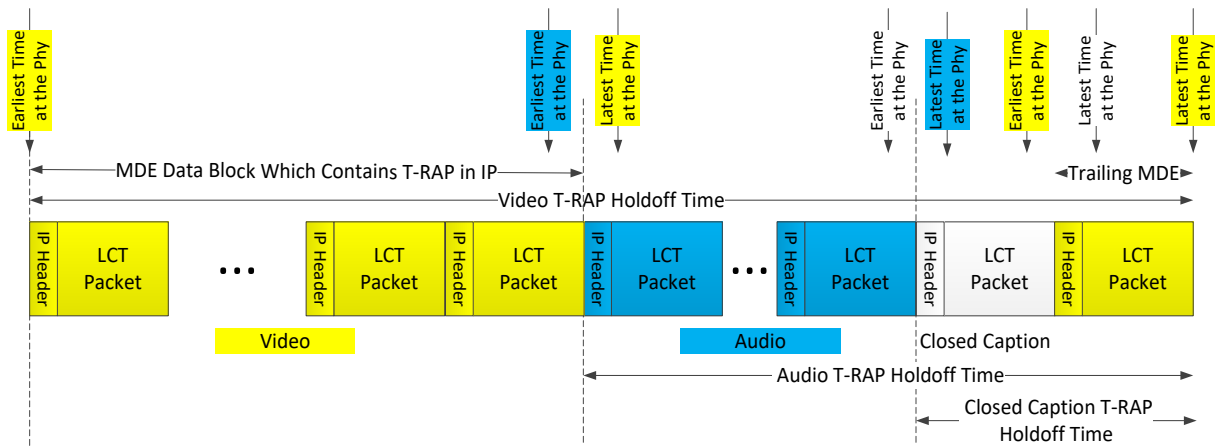 Earliest Time
at the Phy
Earliest Time
at the Phy
Latest Time
at the Phy
Earliest Time
at the Phy
Latest Time
at the Phy
Earliest Time
at the Phy
Latest Time
at the Phy
Latest Time
at the Phy
MDE Data Block Which Contains T-RAP in IP
Trailing MDE
Video T-RAP Holdoff Time
IP Header
LCT
Packet
...
IP Header
LCT
Packet
IP Header
LCT
Packet
IP Header
LCT
Packet
...
IP Header
LCT
Packet
IP Header
LCT
Packet
IP Header
LCT
Packet
Video
Audio
Closed Caption
Audio T-RAP Holdoff Time
Closed Caption T-RAP
Holdoff Time